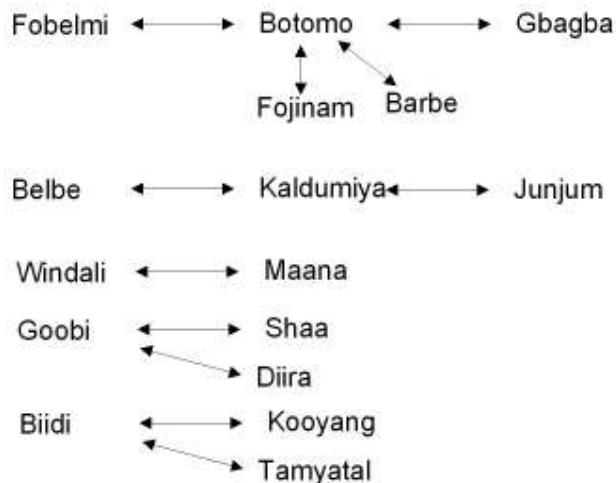 Fobelmi Botomo Gbagba
Fojinam Barbe
Belbe Kaldumiya Junjum
Windali Maana
Goobi Shaa
Diira
Biidi Kooyang
Tamyatal